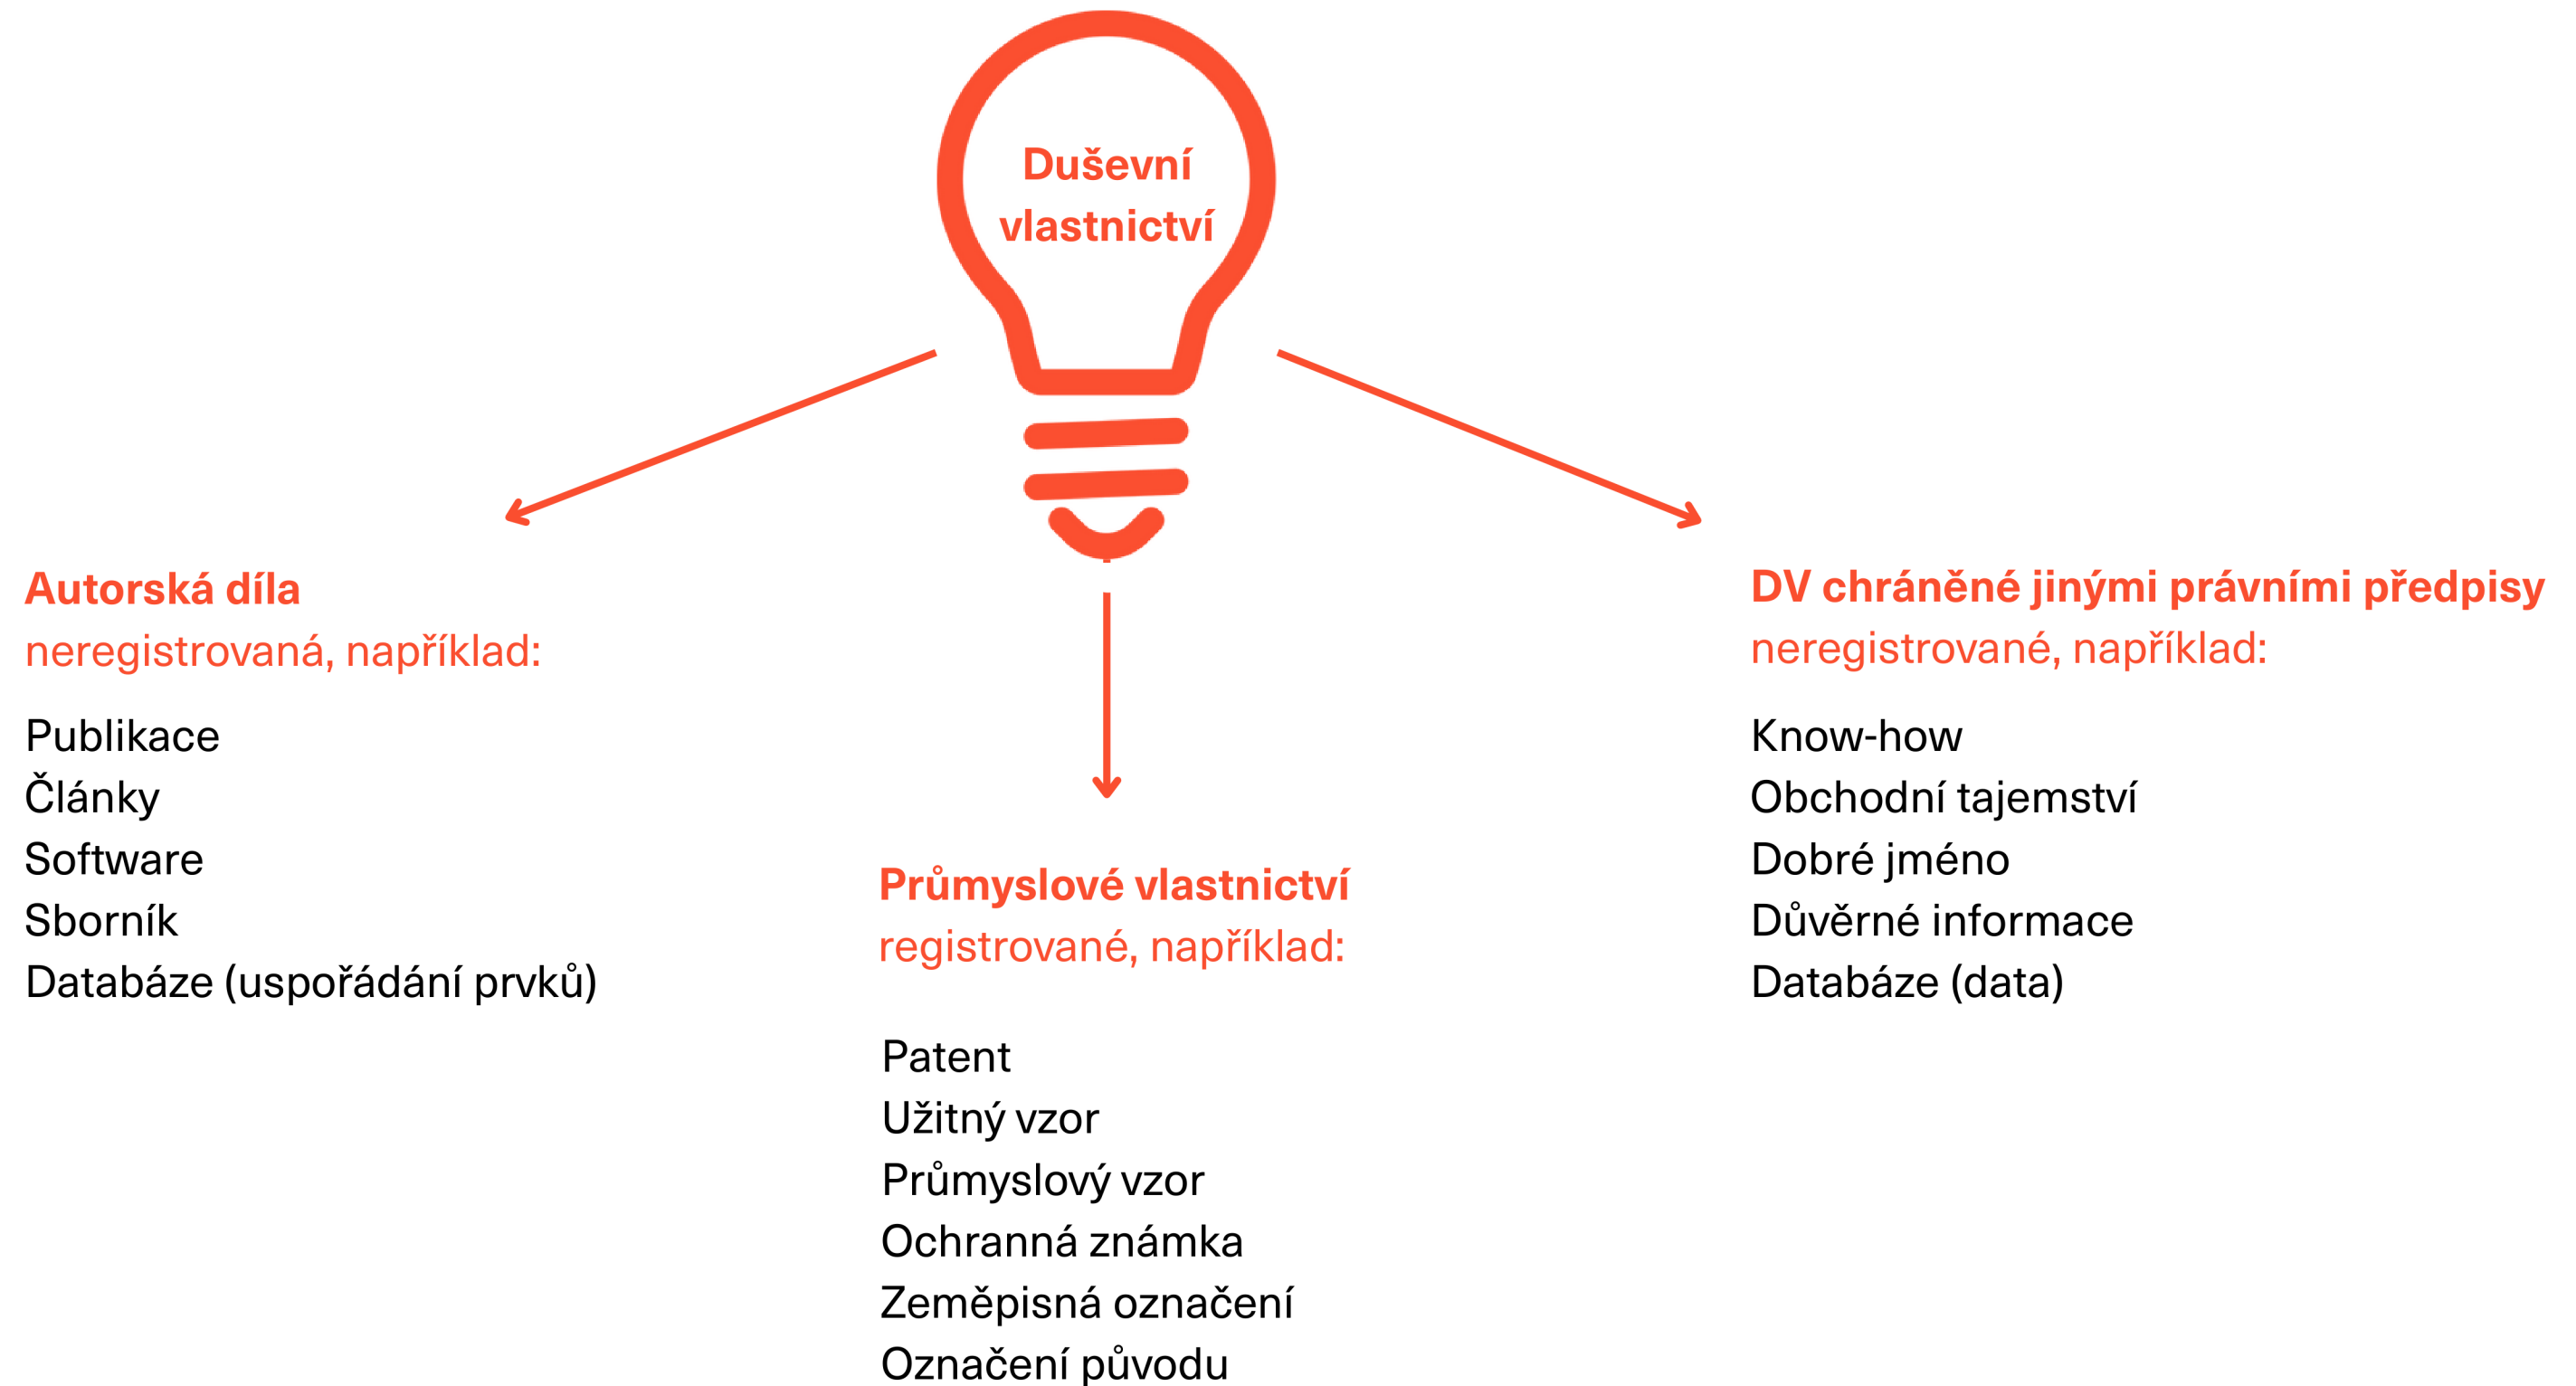 Duševní
vlastnictví
Autorská díla
neregistrovaná, například:
Publikace
Články
Software
Sborník
Databáze (uspořádání prvků)
Průmyslové vlastnictví
registrované, například:
Patent
Užitný vzor
Průmyslový vzor
Ochranná známka
Zeměpisná označení
Označení původu
DV chráněné jinými právními předpisy
neregistrované, například:
Know-how
Obchodní tajemství
Dobré jméno
Důvěrné informace
Databáze (data)